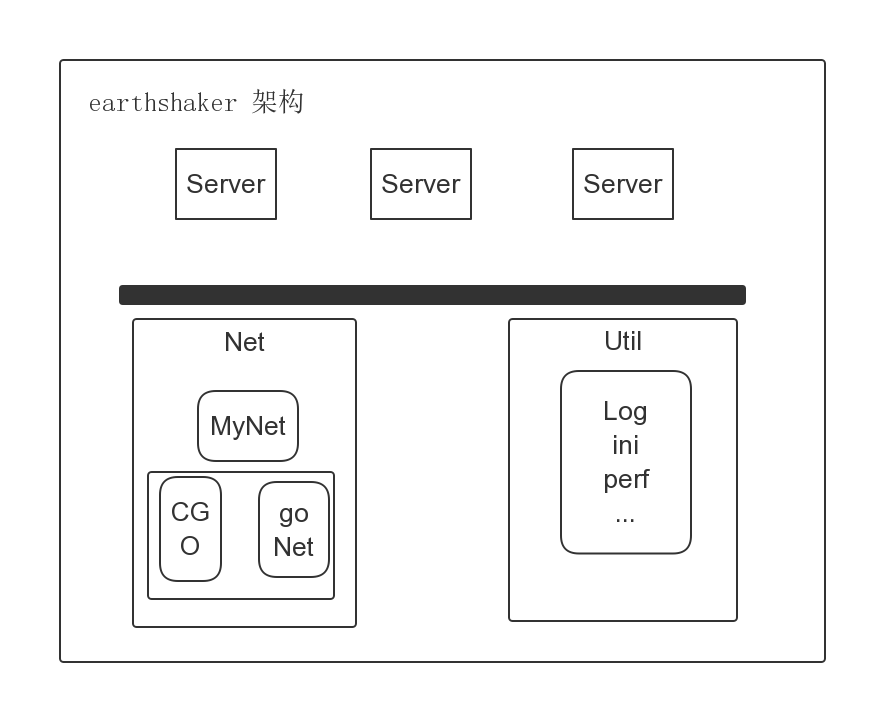 earthshaker 架构
Server
Server
Server
Net
MyNet
CG
O
go
Net
Util
Log
ini
perf
...